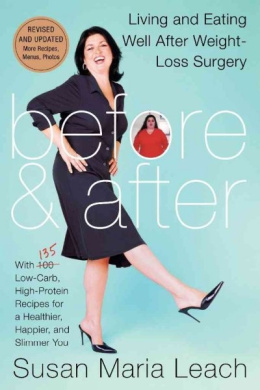 Living and Eating
Well After Weight-
Loss Surgery
REVISED
AND UPDATED
More Recipes,
Menus, Photos
before
& after
135
With 100
Low-Carb,
High-Protein
Recipes for
a Healthier,
Happier, and
Slimmer You
Susan Maria Leach